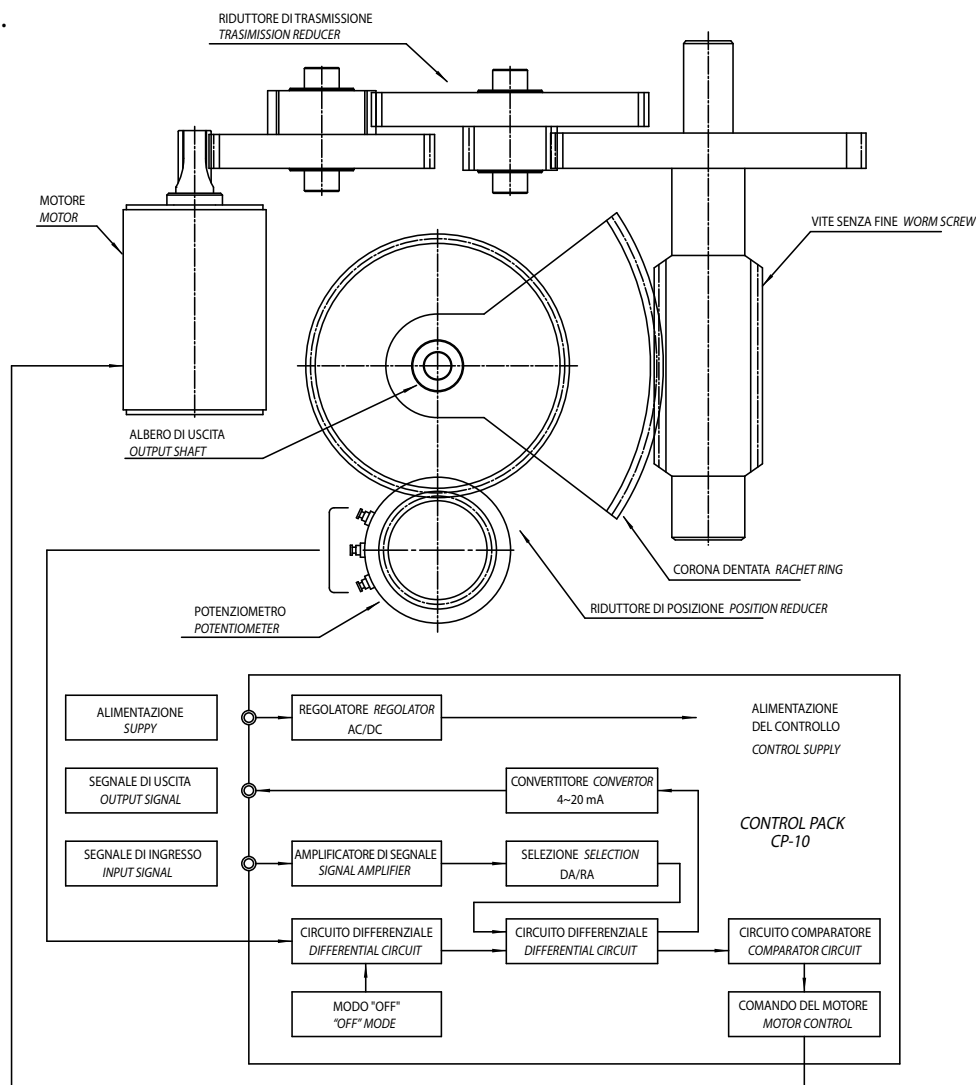 RIDUTTORE DI TRASMISSIONE
TRASIMISSION REDUCER
MOTORE
MOTOR
VITE SENZA FINE WORM SCREW
ALBERO DI USCITA
OUTPUT SHAFT
CORONA DENTATA RACHET RING
POTENZIOMETRO
POTENTIOMETER
RIDUTTORE DI POSIZIONE POSITION REDUCER
ALIMENTAZIONE
SUPPY
REGOLATORE REGOLATOR
AC/DC
ALIMENTAZIONE
DEL CONTROLLO
CONTROL SUPPLY
SEGNALE DI USCITA
OUTPUT SIGNAL
CONVERTITORE CONVERTOR
4~20 mA
CONTROL PACK
CP-10
SEGNALE DI INGRESSO
INPUT SIGNAL
AMPLIFICATORE DI SEGNALE
SIGNAL AMPLIFIER
SELEZIONE SELECTION
DA/RA
CIRCUITO DIFFERENZIALE
DIFFERENTIAL CIRCUIT
CIRCUITO DIFFERENZIALE
DIFFERENTIAL CIRCUIT
CIRCUITO COMPARATORE
COMPARATOR CIRCUIT
MODO "OFF"
"OFF" MODE
COMANDO DEL MOTORE
MOTOR CONTROL